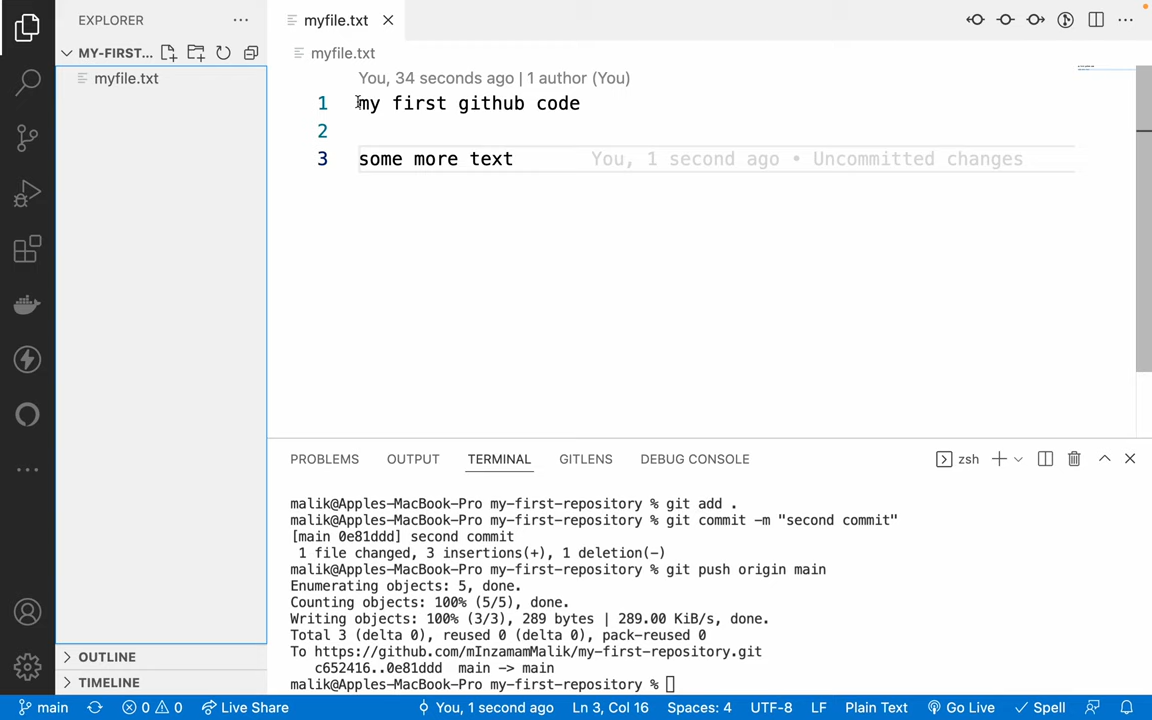 EXPLORER
MY-FIRST...
myfile.txt
OUTLINE
TIMELINE
myfile.txt
myfile.txt
You, 34 seconds ago | 1 author (You)
1 my first github code
2
3 some more text You, 1 second ago • Uncommitted changes
PROBLEMS OUTPUT TERMINAL GITLENS DEBUG CONSOLE zsh
malik@Apples-MacBook-Pro my-first-repository % git add .
malik@Apples-MacBook-Pro my-first-repository % git commit -m "second commit"
[main 0e81ddd] second commit
1 file changed, 3 insertions(+), 1 deletion(-)
malik@Apples-MacBook-Pro my-first-repository % git push origin main
Enumerating objects: 5, done.
Counting objects: 100% (5/5), done.
Writing objects: 100% (3/3), 289 bytes | 289.00 KiB/s, done.
Total 3 (delta 0), reused 0 (delta 0), pack-reused 0
To https://github.com/mInzamamMalik/my-first-repository.git
c652416..0e81ddd main -> main
malik@Apples-MacBook-Pro my-first-repository %
main 0 0 Live Share You, 1 second ago Ln 3, Col 16 Spaces: 4 UTF-8 LF Plain Text Go Live Spell